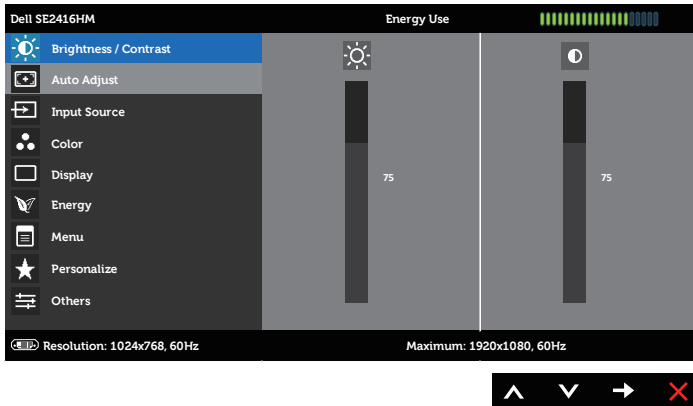 Dell SE2416HM Energy Use
Brightness / Contrast
Auto Adjust
Input Source
Color
Display
75 75
Energy
Menu
Personalize
Others
Resolution: 1024x768, 60Hz Maximum: 1920x1080, 60Hz